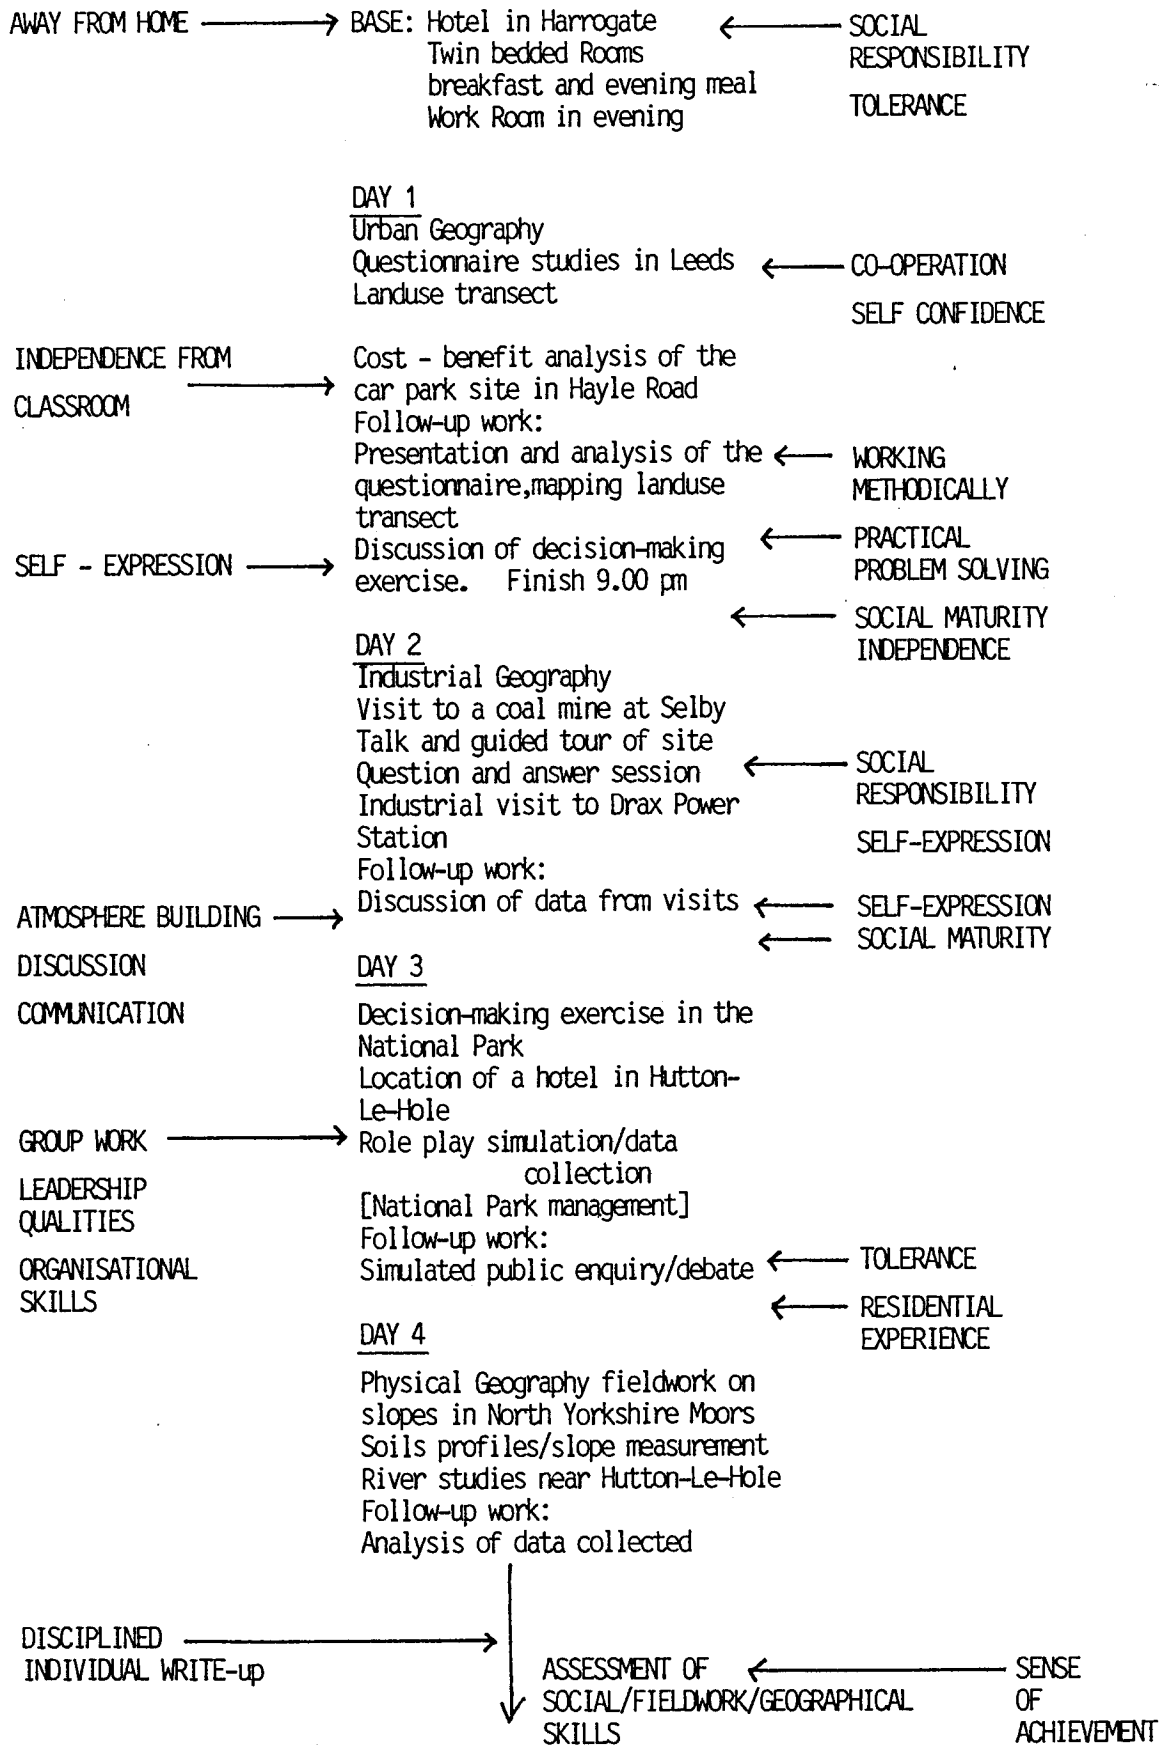 AWAY FROM HOME → BASE: Hotel in Harrogate ← SOCIAL
Twin bedded Rooms RESPONSIBILITY
breakfast and evening meal
Work Room in evening TOLERANCE
DAY 1
Urban Geography
Questionnaire studies in Leeds ← CO-OPERATION
Landuse transect
SELF CONFIDENCE
INDEPENDENCE FROM Cost - benefit analysis of the
→ car park site in Hayle Road
CLASSROOM
Follow-up work:
Presentation and analysis of the ← WORKING
questionnaire,mapping landuse METHODICALLY
transect
SELF - EXPRESSION → Discussion of decision-making ← PRACTICAL
exercise. Finish 9.00 pm PROBLEM SOLVING
← SOCIAL MATURITY
INDEPENDENCE
DAY 2
Industrial Geography
Visit to a coal mine at Selby
Talk and guided tour of site
Question and answer session ← SOCIAL
Industrial visit to Drax Power RESPONSIBILITY
Station SELF-EXPRESSION
Follow-up work:
ATMOSPHERE BUILDING → Discussion of data from visits ← SELF-EXPRESSION
← SOCIAL MATURITY
DISCUSSION DAY 3
COMMUNICATION Decision-making exercise in the
National Park
Location of a hotel in Hutton-
Le-Hole
GROUP WORK → Role play simulation/data
collection
LEADERSHIP
QUALITIES [National Park management]
Follow-up work:
ORGANISATIONAL Simulated public enquiry/debate ← TOLERANCE
SKILLS
← RESIDENTIAL
EXPERIENCE
DAY 4
Physical Geography fieldwork on
slopes in North Yorkshire Moors
Soils profiles/slope measurement
River studies near Hutton-Le-Hole
Follow-up work:
Analysis of data collected
DISCIPLINED →
INDIVIDUAL WRITE-up
ASSESSMENT OF ← SENSE
SOCIAL/FIELDWORK/GEOGRAPHICAL OF
SKILLS ACHIEVEMENT